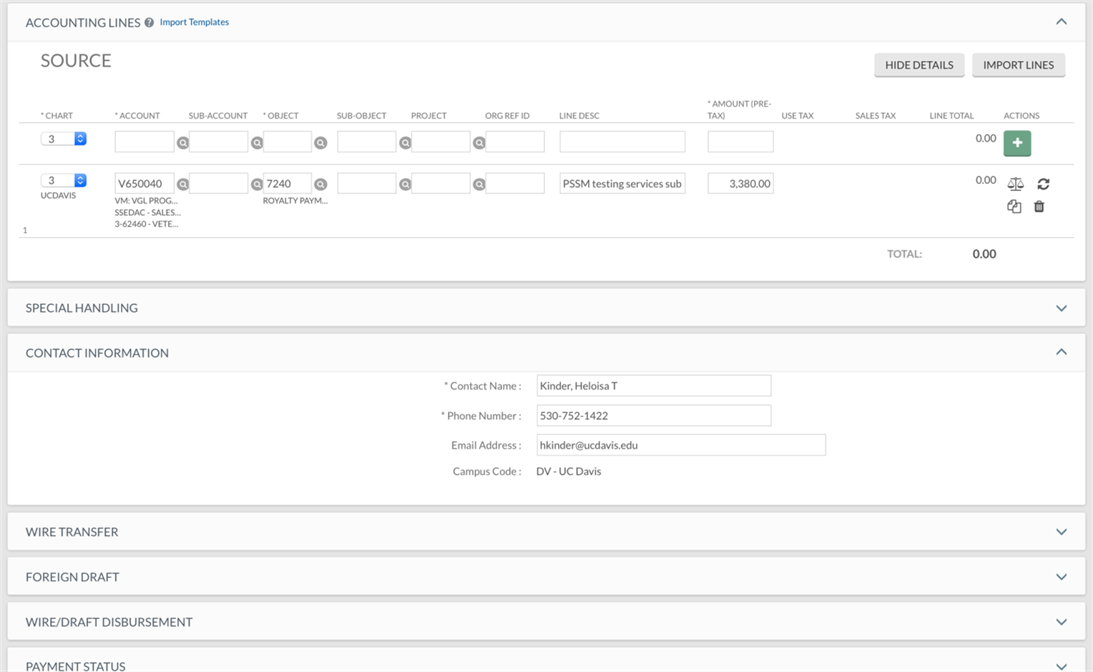 ACCOUNTING LINES ? Import Templates
SOURCE
HIDE DETAILS IMPORT LINES
* CHART * ACCOUNT SUB-ACCOUNT * OBJECT SUB-OBJECT PROJECT ORG REF ID LINE DESC * AMOUNT (PRE-TAX) USE TAX SALES TAX LINE TOTAL ACTIONS
3 0.00 +
3 V650040 7240 PSSM testing services sub 3,380.00 0.00
UCDAVIS VM: VGL PROG... ROYALTY PAYM...
SSEDAC - SALES...
3-62460 - VETE...
1
TOTAL: 0.00
SPECIAL HANDLING
CONTACT INFORMATION
* Contact Name : Kinder, Heloisa T
* Phone Number : 530-752-1422
Email Address : hkinder@ucdavis.edu
Campus Code : DV - UC Davis
WIRE TRANSFER
FOREIGN DRAFT
WIRE/DRAFT DISBURSEMENT
PAYMENT STATUS